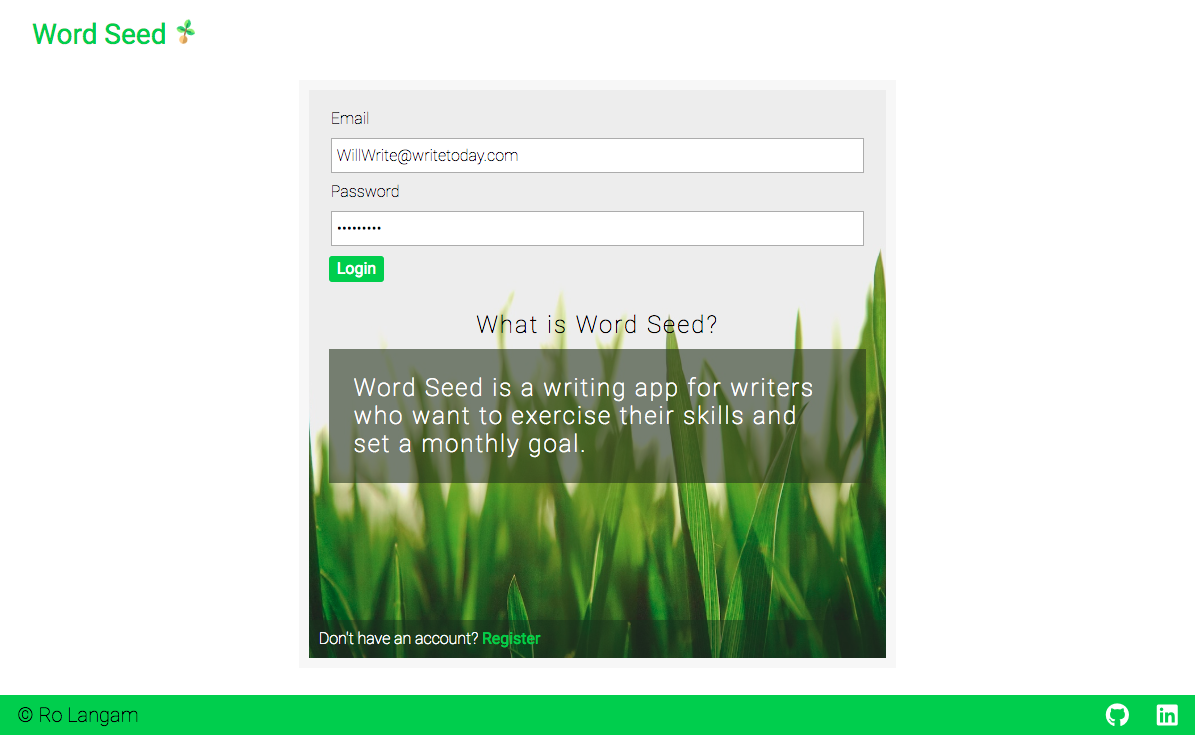 Word Seed
Email
WillWrite@writetoday.com
Password
•••••••••
Login
What is Word Seed?
Word Seed is a writing app for writers
who want to exercise their skills and
set a monthly goal.
Don't have an account? Register
© Ro Langam
in